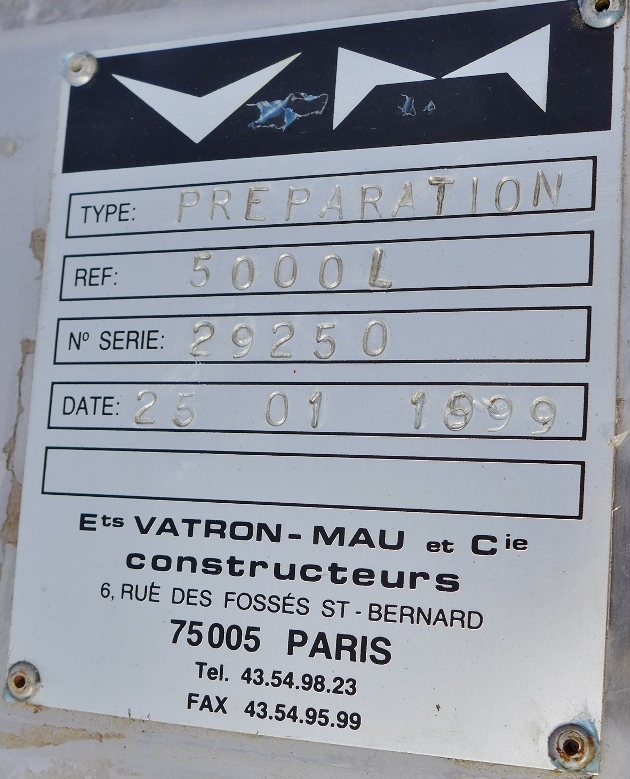 TYPE: PREPARATION
REF: 5000L
Nº SERIE: 29250
DATE: 25 01 1999
Ets VATRON-MAU et Cie
constructeurs
6, RUE DES FOSSÉS ST-BERNARD
75005 PARIS
Tel. 43.54.98.23
FAX 43.54.95.99